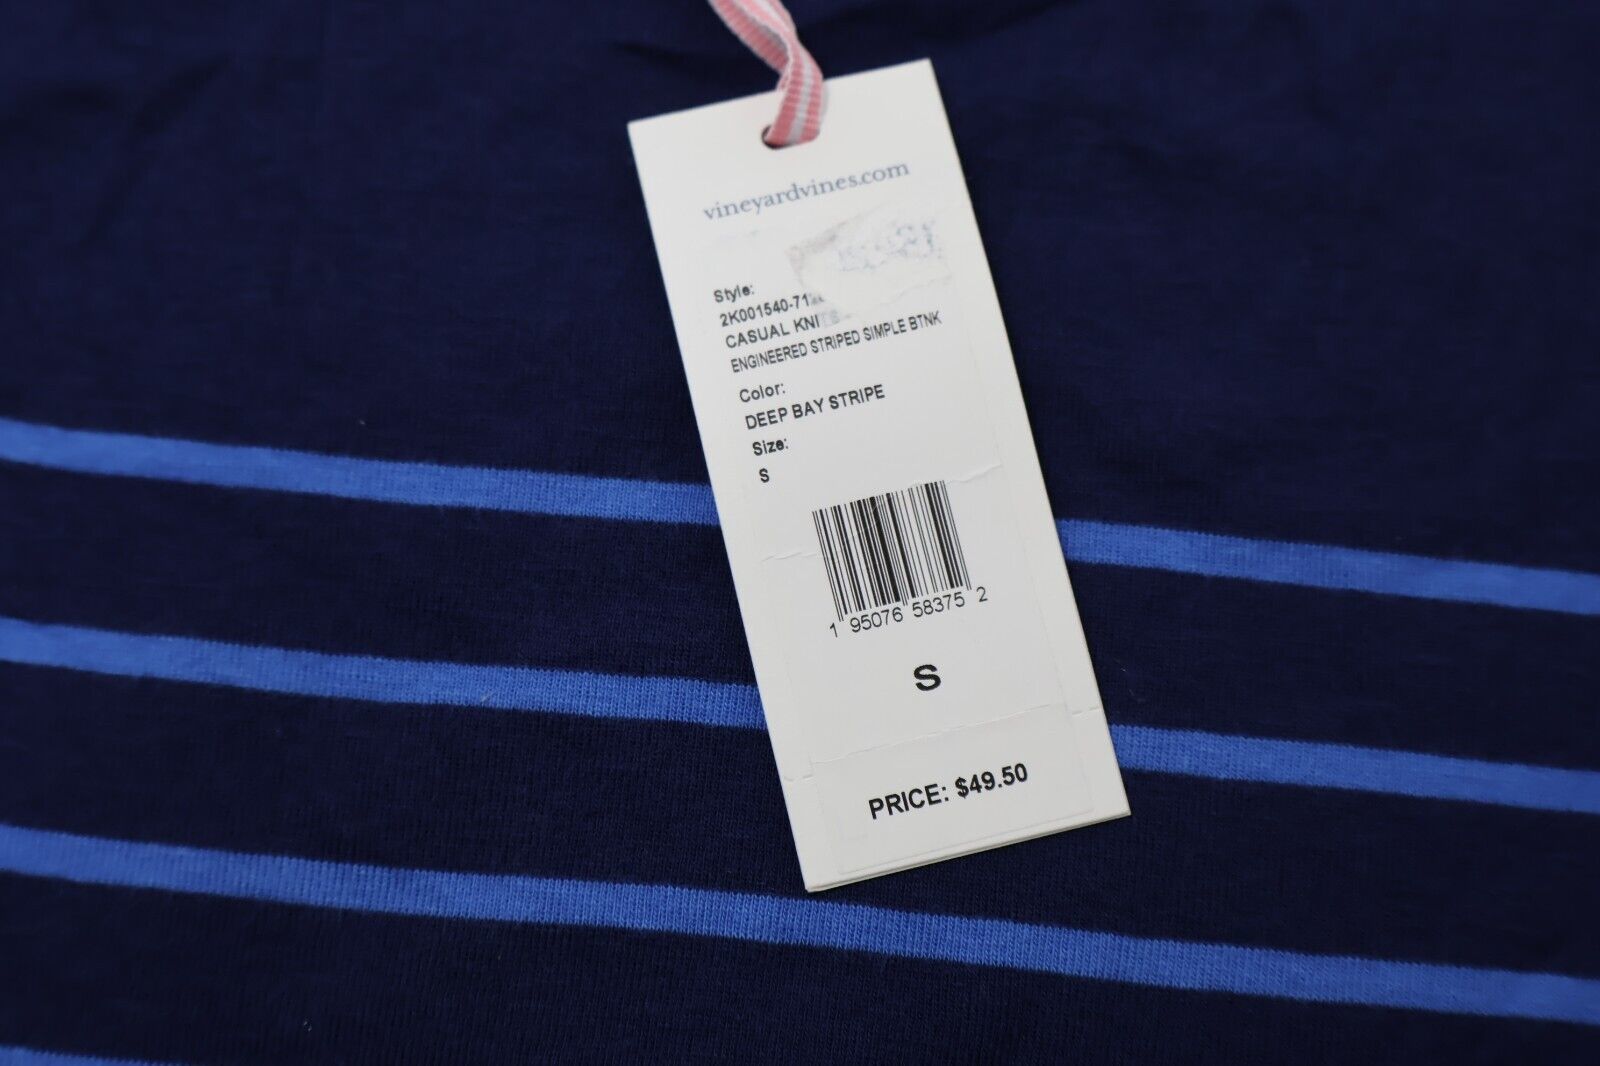 vineyardvines.com
Style:
CASUAL KNITS
ENGINEERED STRIPED SIMPLE BTNK
Color:
DEEP BAY STRIPE
Size:
S
1 95076 58375 2
S
PRICE: $49.50